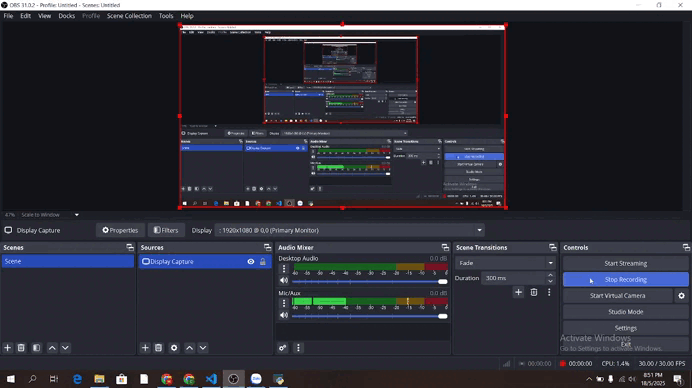 OBS 31.0.2 - Profile: Untitled - Scenes: Untitled
File Edit View Docks Profile Scene Collection Tools Help
47% Scale to Window
Display Capture Properties Filters Display : 1920x1080 @ 0,0 (Primary Monitor)
Scenes
Scene
Sources
Display Capture
Audio Mixer
Desktop Audio 0.0 dB
-60 -55 -50 -45 -40 -35 -30 -25 -20 -15 -10 -5 0
Mic/Aux 0.0 dB
-60 -55 -50 -45 -40 -35 -30 -25 -20 -15 -10 -5 0
Scene Transitions
Fade
Duration 300 ms
Controls
Start Streaming
Stop Recording
Start Virtual Camera
Studio Mode
Settings
Exit
Activate Windows
Go to Settings to activate Windows.
00:00:00 00:00:00 CPU: 1.4% 30.00 / 30.00 FPS
8:51 PM
18/5/2025